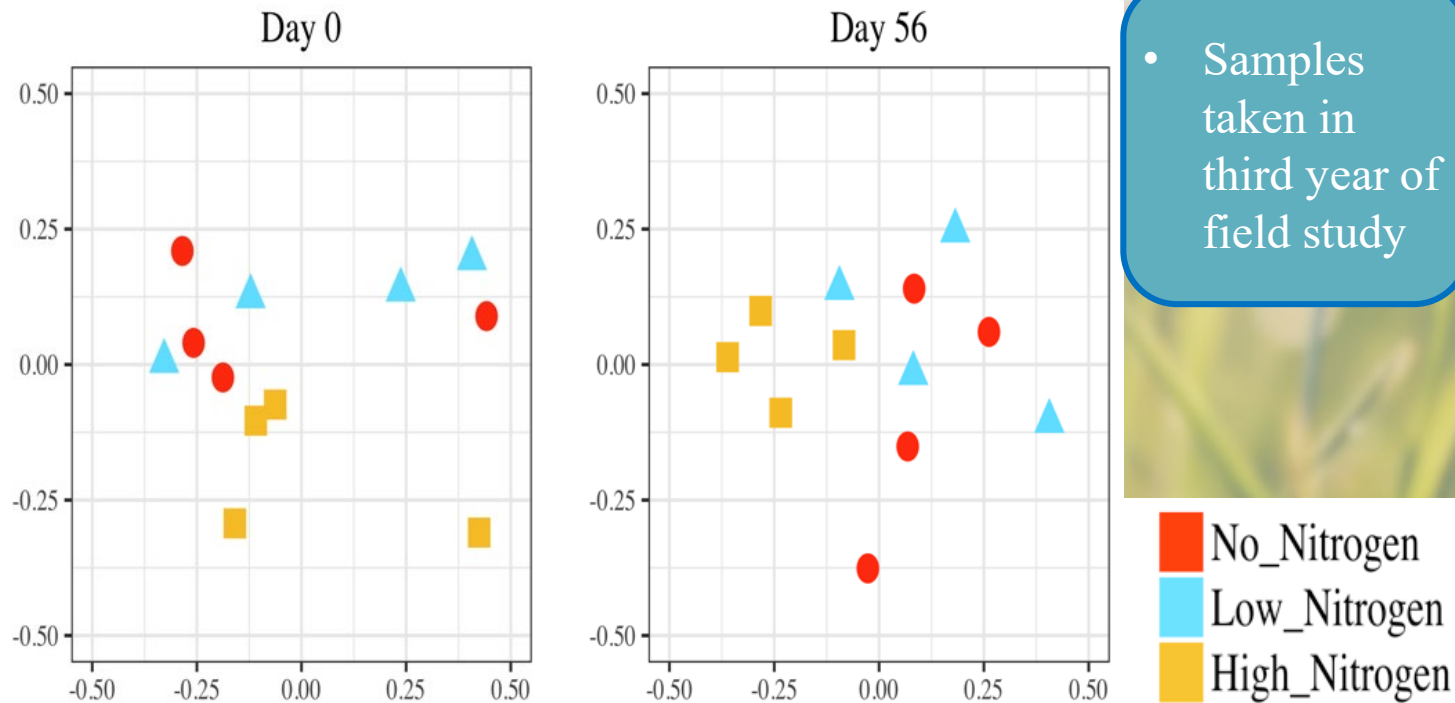 Day 0
0.50
0.25
0.00
-0.25
-0.50
-0.50 -0.25 0.00 0.25 0.50
Day 56
0.50
0.25
0.00
-0.25
-0.50
-0.50 -0.25 0.00 0.25 0.50
• Samples
taken in
third year of
field study
No_Nitrogen
Low_Nitrogen
High_Nitrogen